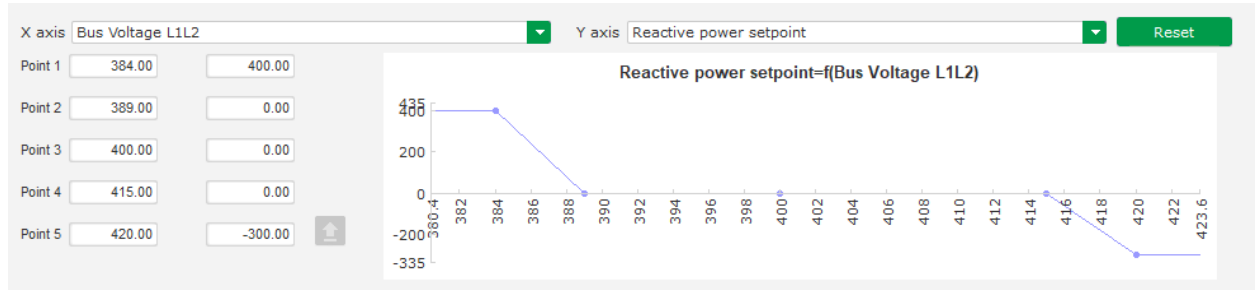 X axis Bus Voltage L1L2 Y axis Reactive power setpoint Reset
Point 1 384.00 400.00
Point 2 389.00 0.00
Point 3 400.00 0.00
Point 4 415.00 0.00
Point 5 420.00 -300.00
Reactive power setpoint=f(Bus Voltage L1L2)
435
400
200
0
-200
-335
380.4 382 384 386 388 390 392 394 396 398 400 402 404 406 408 410 412 414 416 418 420 422 423.6